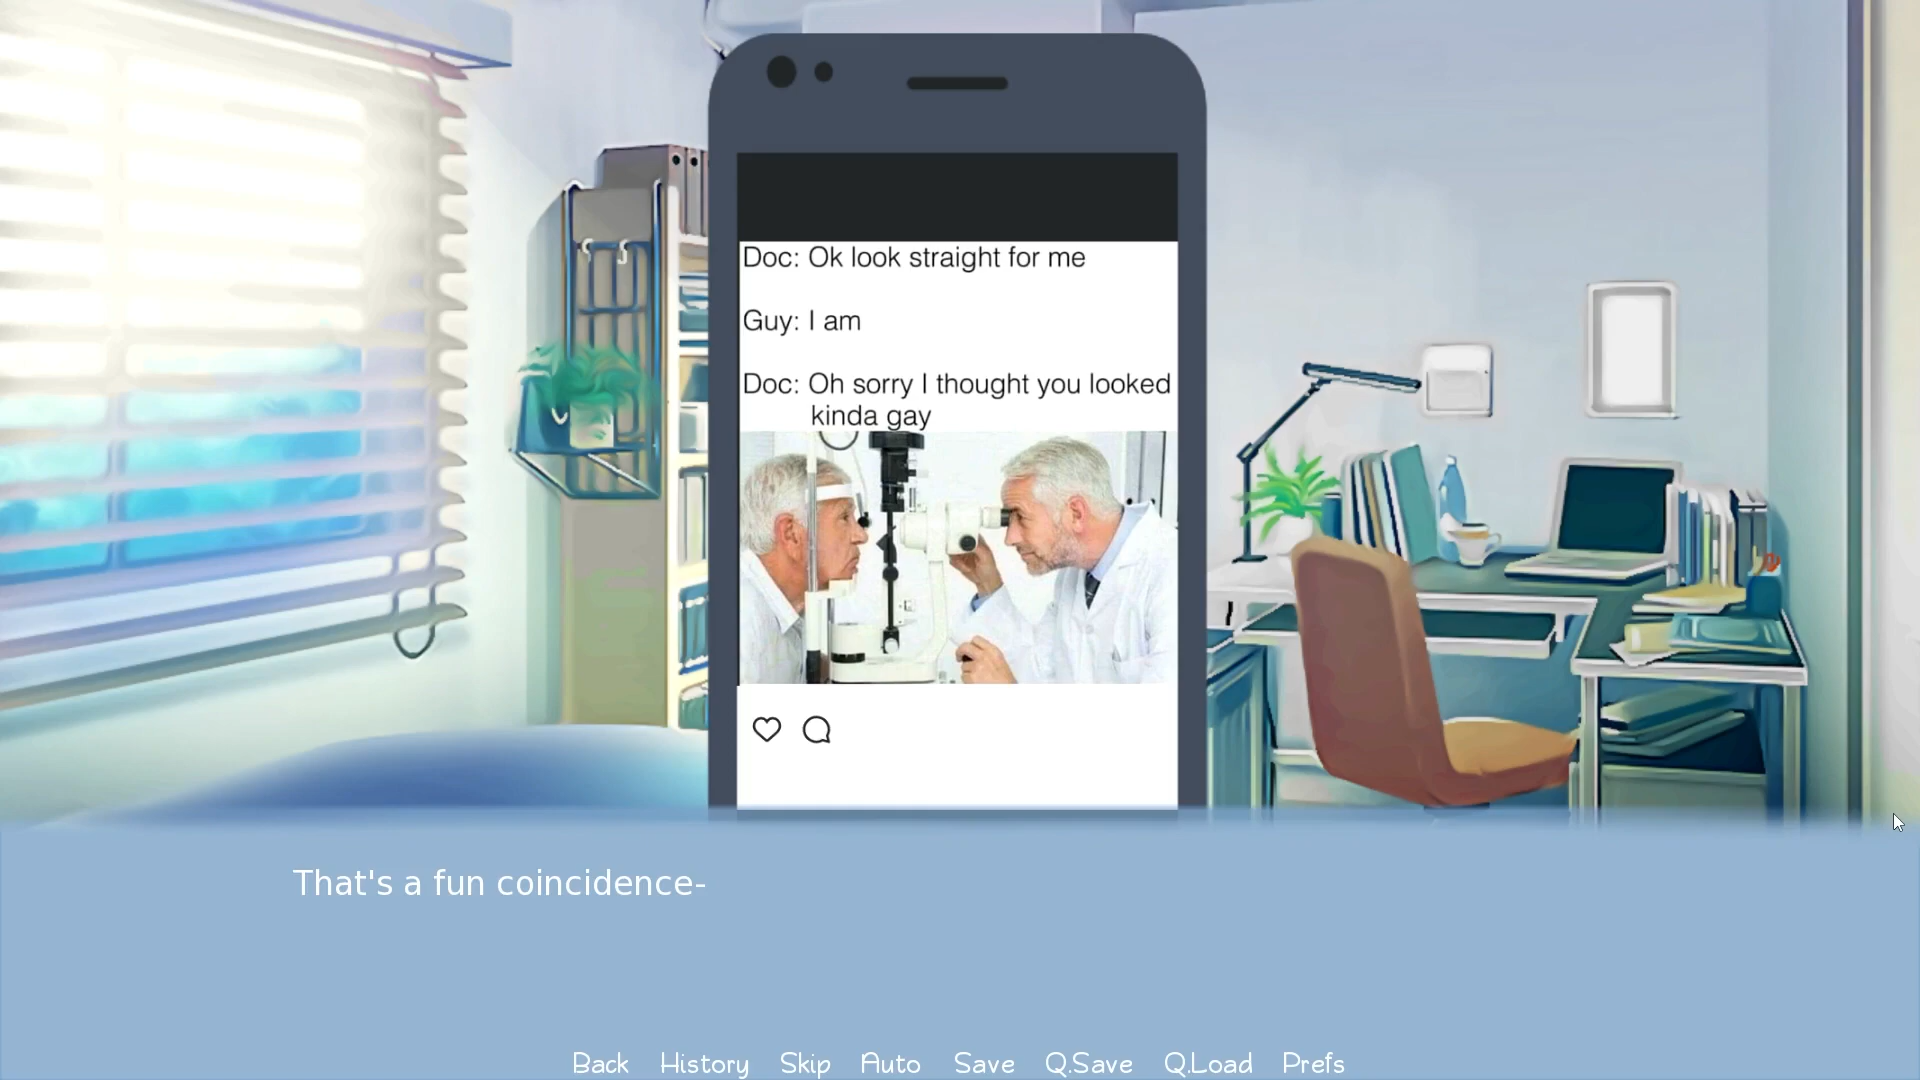 Doc: Ok look straight for me
Guy: I am
Doc: Oh sorry I thought you looked
kinda gay
That's a fun coincidence-
Back History Skip Auto Save Q.Save Q.Load Prefs